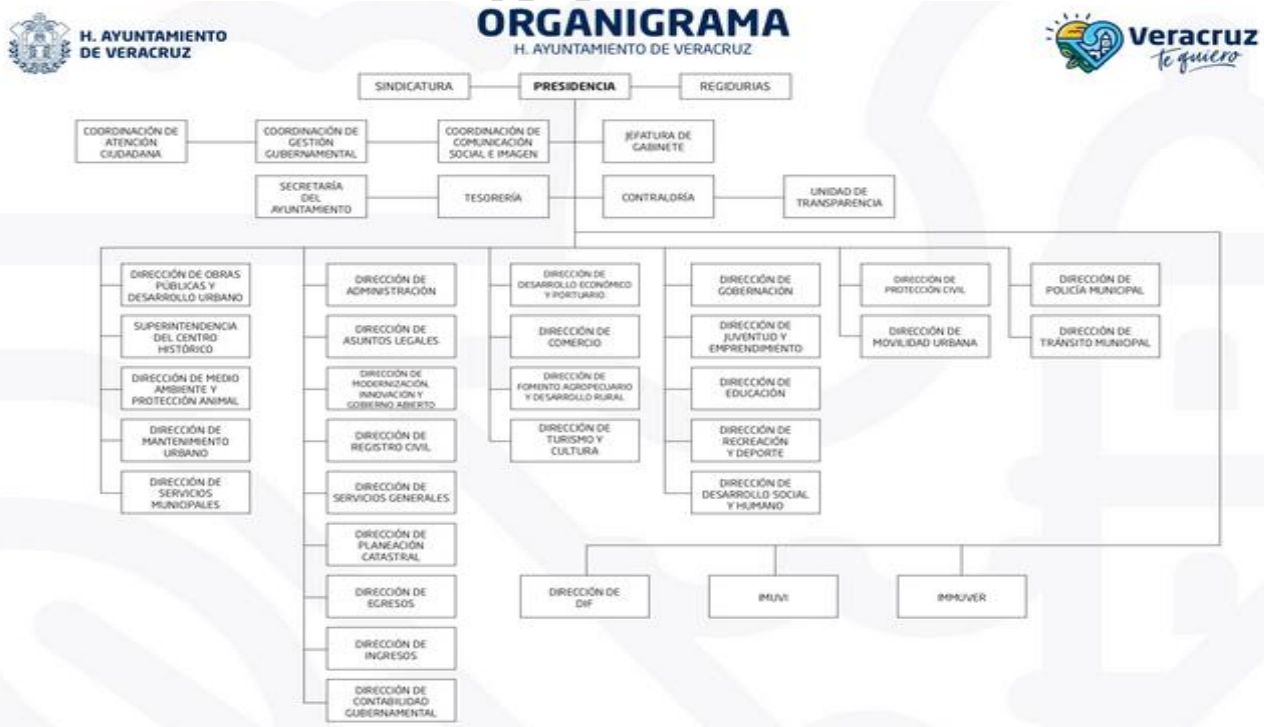 H. AYUNTAMIENTO
DE VERACRUZ
ORGANIGRAMA
H. AYUNTAMIENTO DE VERACRUZ
Veracruz
te quiero
SINDICATURA
PRESIDENCIA
REGIDURIAS
COORDINACIÓN DE
ATENCIÓN
CIUDADANA
COORDINACIÓN DE
GESTIÓN
GUBERNAMENTAL
COORDINACIÓN DE
COMUNICACIÓN
SOCIAL E IMAGEN
JEFATURA DE
GABINETE
SECRETARÍA
DEL
AYUNTAMIENTO
TESORERÍA
CONTRALORÍA
UNIDAD DE
TRANSPARENCIA
DIRECCIÓN DE OBRAS
PÚBLICAS Y
DESARROLLO URBANO
SUPERINTENDENCIA
DEL CENTRO
HISTÓRICO
DIRECCIÓN DE MEDIO
AMBIENTE Y
PROTECCIÓN ANIMAL
DIRECCIÓN DE
MANTENIMIENTO
URBANO
DIRECCIÓN DE
SERVICIOS
MUNICIPALES
DIRECCIÓN DE
ADMINISTRACIÓN
DIRECCIÓN DE
ASUNTOS LEGALES
DIRECCIÓN DE
MODERNIZACIÓN,
INNOVACIÓN Y
GOBIERNO ABIERTO
DIRECCIÓN DE
REGISTRO CIVIL
DIRECCIÓN DE
SERVICIOS GENERALES
DIRECCIÓN DE
PLANEACIÓN
CATASTRAL
DIRECCIÓN DE
EGRESOS
DIRECCIÓN DE
INGRESOS
DIRECCIÓN DE
CONTABILIDAD
GUBERNAMENTAL
DIRECCIÓN DE
DESARROLLO ECONÓMICO
Y PORTUARIO
DIRECCIÓN DE
COMERCIO
DIRECCIÓN DE
FOMENTO AGROPECUARIO
Y DESARROLLO RURAL
DIRECCIÓN DE
TURISMO Y
CULTURA
DIRECCIÓN DE
GOBERNACIÓN
DIRECCIÓN DE
JUVENTUD Y
EMPRENDIMIENTO
DIRECCIÓN DE
EDUCACIÓN
DIRECCIÓN DE
RECREACIÓN
Y DEPORTE
DIRECCIÓN DE
DESARROLLO SOCIAL
Y HUMANO
DIRECCIÓN DE
PROTECCIÓN CIVIL
DIRECCIÓN DE
MOVILIDAD URBANA
DIRECCIÓN DE
POLICÍA MUNICIPAL
DIRECCIÓN DE
TRÁNSITO MUNICIPAL
DIRECCIÓN DE
DIF
IMUVI
IMMUVER